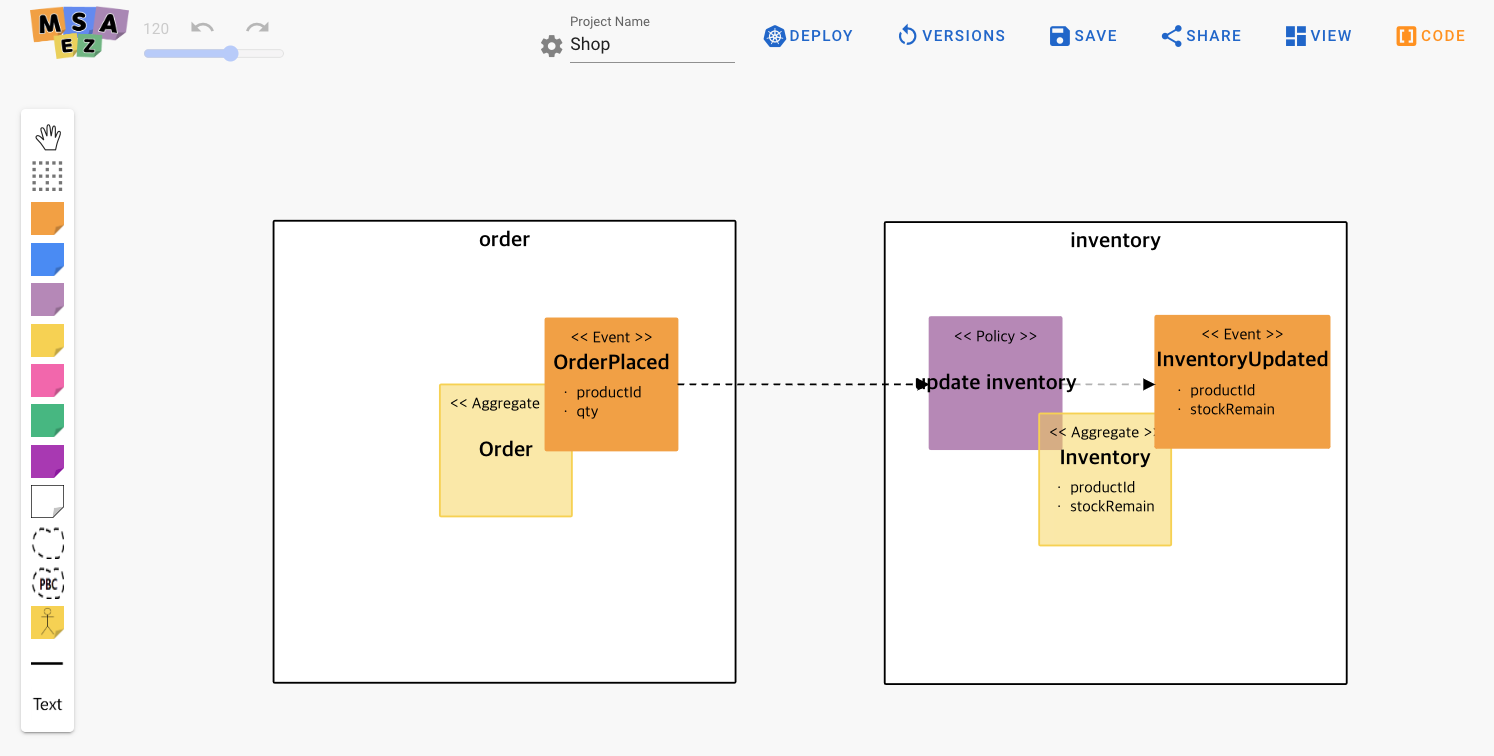 MSA
EZ
120
Project Name
Shop
DEPLOY
VERSIONS
SAVE
SHARE
VIEW
CODE
PBC
Text
order
<< Event >>
OrderPlaced
· productId
· qty
<< Aggregate
Order
inventory
<< Policy >>
update inventory
<< Event >>
InventoryUpdated
· productId
· stockRemain
<< Aggregate >>
Inventory
· productId
· stockRemain